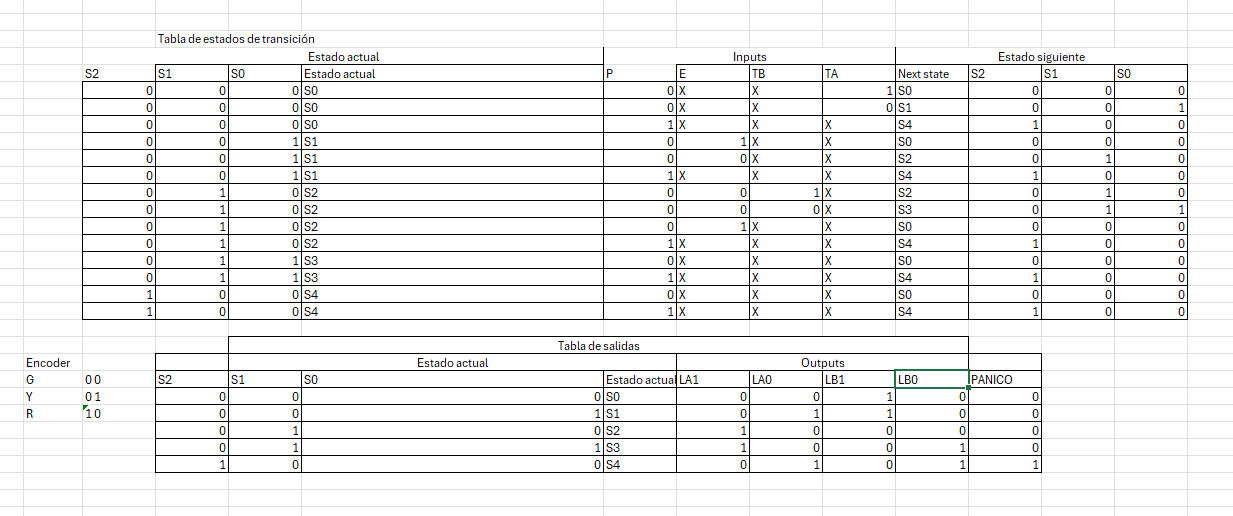 Tabla de estados de transición
Estado actual Inputs Estado siguiente
S2 S1 S0 Estado actual P E TB TA Next state S2 S1 S0
0 0 0 S0 0 X X 1 S0 0 0 0
0 0 0 S0 0 X X 0 S1 0 0 1
0 0 0 S0 1 X X X S4 1 0 0
0 0 1 S1 0 1 X X S0 0 0 0
0 0 1 S1 0 0 X X S2 0 1 0
0 0 1 S1 1 X X X S4 1 0 0
0 1 0 S2 0 0 1 X S2 0 1 0
0 1 0 S2 0 0 0 X S3 0 1 1
0 1 0 S2 0 1 X X S0 0 0 0
0 1 0 S2 1 X X X S4 1 0 0
0 1 1 S3 0 X X X S0 0 0 0
0 1 1 S3 1 X X X S4 1 0 0
1 0 0 S4 0 X X X S0 0 0 0
1 0 0 S4 1 X X X S4 1 0 0
Tabla de salidas
Encoder Estado actual Outputs
G 0 0 S2 S1 S0 Estado actual LA1 LA0 LB1 LB0 PANICO
Y 0 1 0 0 0 S0 0 0 1 0 0
R 1 0 0 0 1 S1 0 1 1 0 0
0 1 0 S2 1 0 0 0 0
0 1 1 S3 1 0 0 1 0
1 0 0 S4 0 1 0 1 1